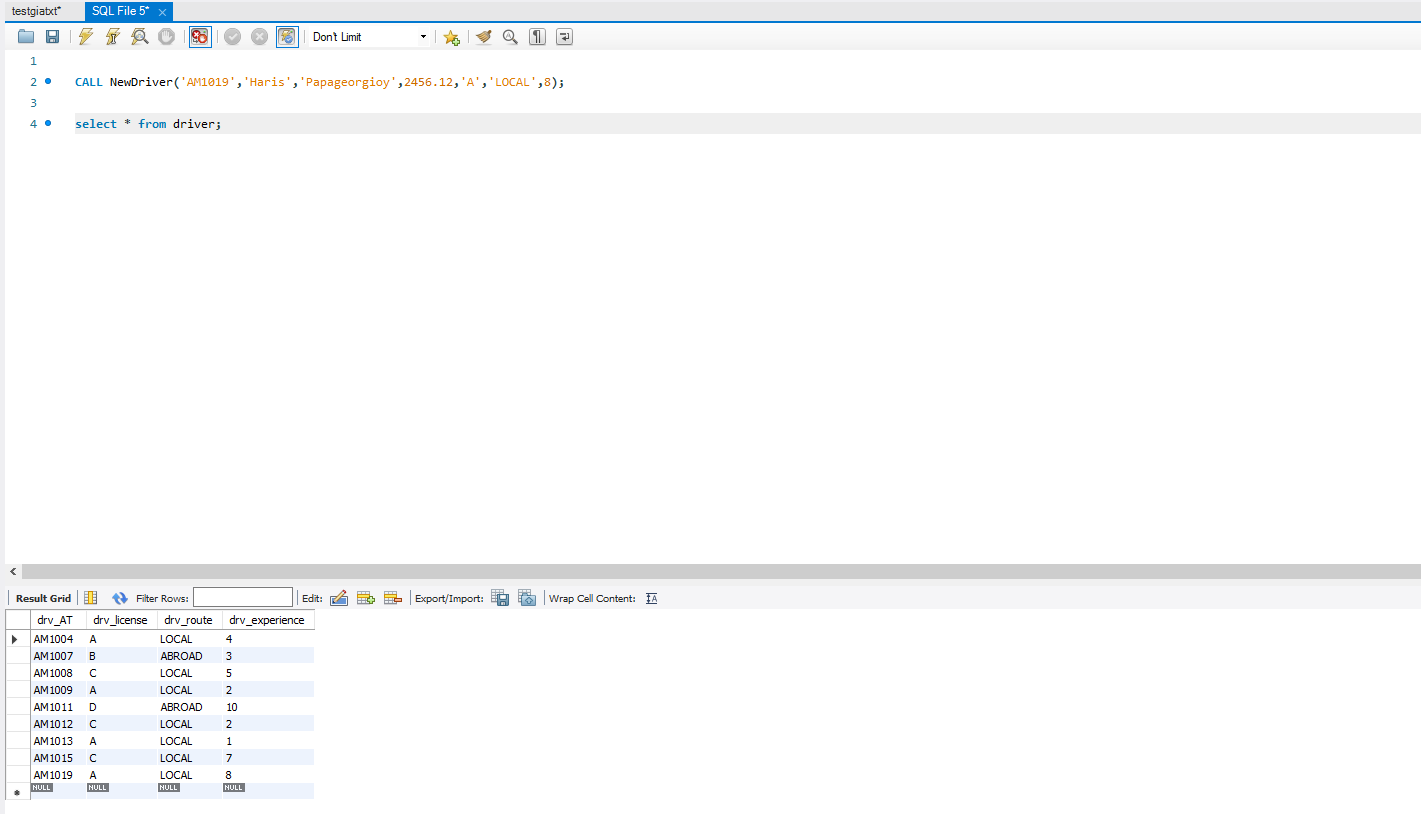 testgiatxt* SQL File 5*
Don't Limit
1
2 CALL NewDriver('AM1019','Haris','Papageorgioy',2456.12,'A','LOCAL',8);
3
4 select * from driver;
Result Grid Filter Rows: Edit: Export/Import: Wrap Cell Content:
drv_AT drv_license drv_route drv_experience
AM1004 A LOCAL 4
AM1007 B ABROAD 3
AM1008 C LOCAL 5
AM1009 A LOCAL 2
AM1011 D ABROAD 10
AM1012 C LOCAL 2
AM1013 A LOCAL 1
AM1015 C LOCAL 7
AM1019 A LOCAL 8
NULL NULL NULL NULL